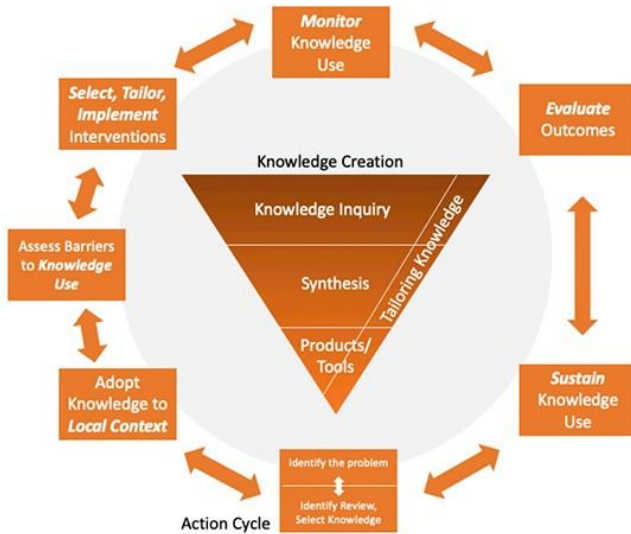 Monitor
Knowledge
Use
Select, Tailor,
Implement
Interventions
Evaluate
Outcomes
Knowledge Creation
Knowledge Inquiry
Tailoring Knowledge
Synthesis
Products/
Tools
Assess Barriers
to Knowledge
Use
Adopt
Knowledge to
Local Context
Sustain
Knowledge
Use
Identify the problem
Identify Review,
Select Knowledge
Action Cycle